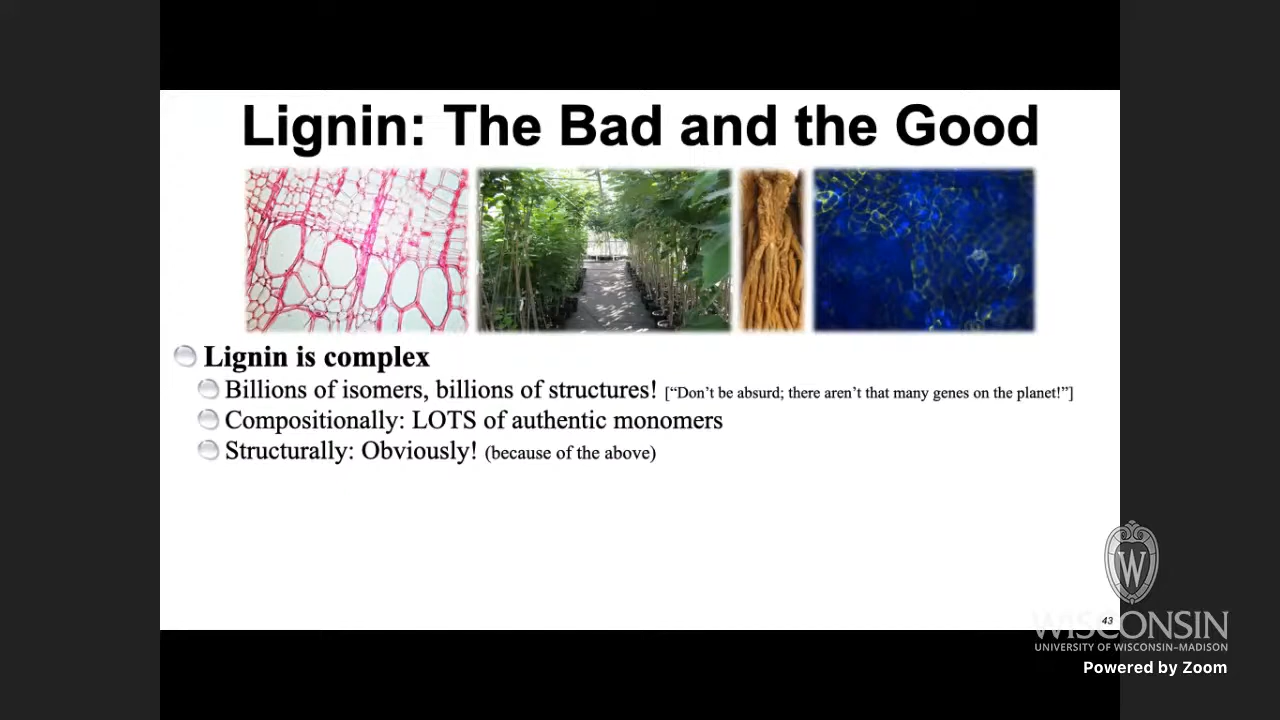 Lignin: The Bad and the Good
Lignin is complex
Billions of isomers, billions of structures! [“Don’t be absurd; there aren’t that many genes on the planet!”]
Compositionally: LOTS of authentic monomers
Structurally: Obviously! (because of the above)
43
W
WISCONSIN
UNIVERSITY OF WISCONSIN–MADISON
Powered by Zoom